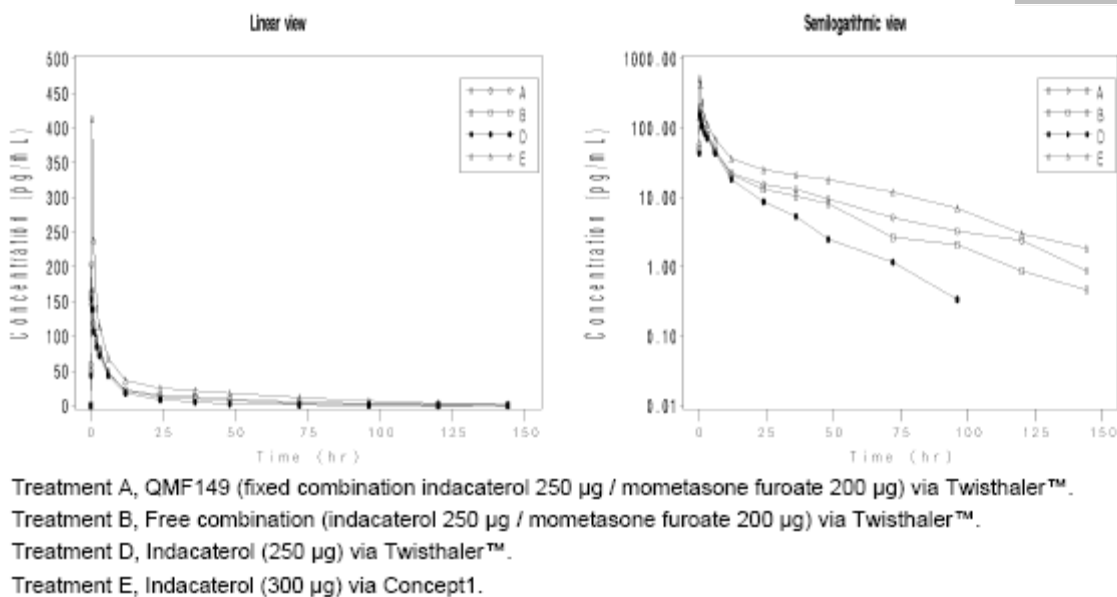 Linear view
Semilogarithmic view
500
450
400
350
300
250
200
150
100
50
0
Concentration (pg/mL)
0 25 50 75 100 125 150
Time (hr)
A
B
D
E
1000.00
100.00
10.00
1.00
0.10
0.01
Concentration (pg/mL)
0 25 50 75 100 125 150
Time (hr)
A
B
D
E
Treatment A, QMF149 (fixed combination indacaterol 250 µg / mometasone furoate 200 µg) via Twisthaler™.
Treatment B, Free combination (indacaterol 250 µg / mometasone furoate 200 µg) via Twisthaler™.
Treatment D, Indacaterol (250 µg) via Twisthaler™.
Treatment E, Indacaterol (300 µg) via Concept1.